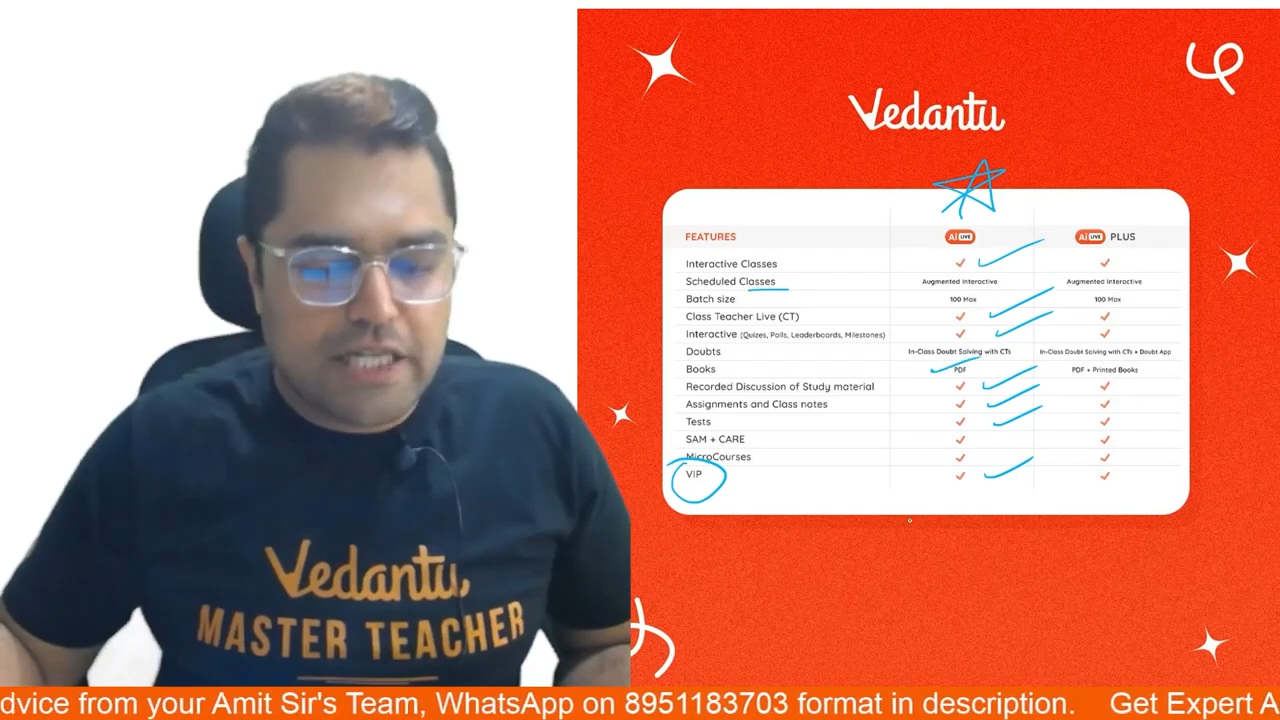 Vedantu
FEATURES Ai LIVE Ai LIVE PLUS
Interactive Classes
Scheduled Classes Augmented Interactive Augmented Interactive
Batch size 100 Max 100 Max
Class Teacher Live (CT)
Interactive (Quizes, Polls, Leaderboards, Milestones)
Doubts In-Class Doubt Solving with CTs In-Class Doubt Solving with CTs + Doubt App
Books PDF PDF + Printed Books
Recorded Discussion of Study material
Assignments and Class notes
Tests
SAM + CARE
MicroCourses
VIP
Vedantu
MASTER TEACHER
dvice from your Amit Sir's Team, WhatsApp on 8951183703 format in description. Get Expert A